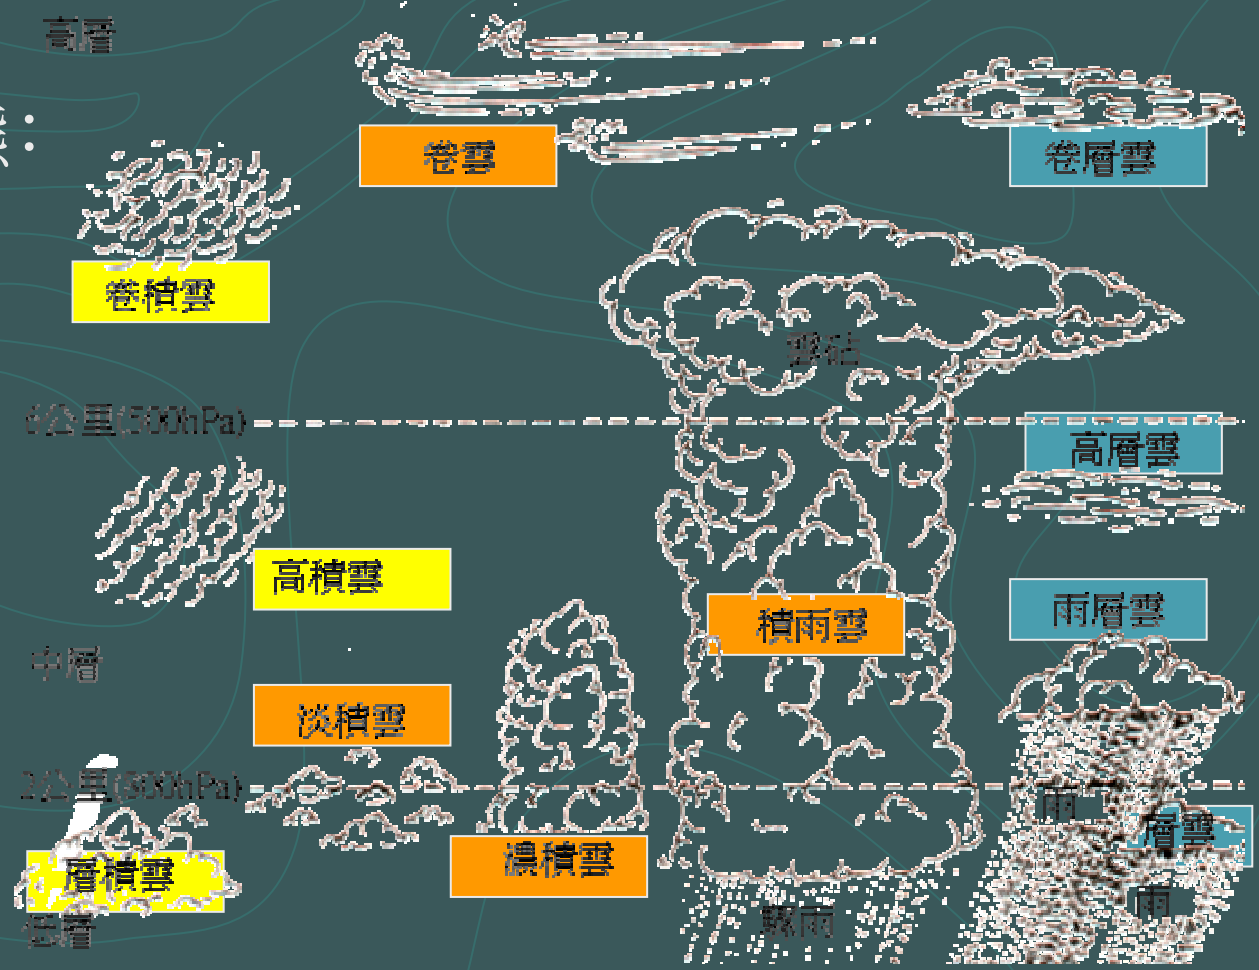 高層
卷雲
卷層雲
卷積雲
砧
6公里(500hPa)
高層雲
高積雲
雨層雲
積雨雲
中層
淡積雲
2公里(800hPa)
雨
層雲
層積雲
濃積雲
雨
低層
驟雨